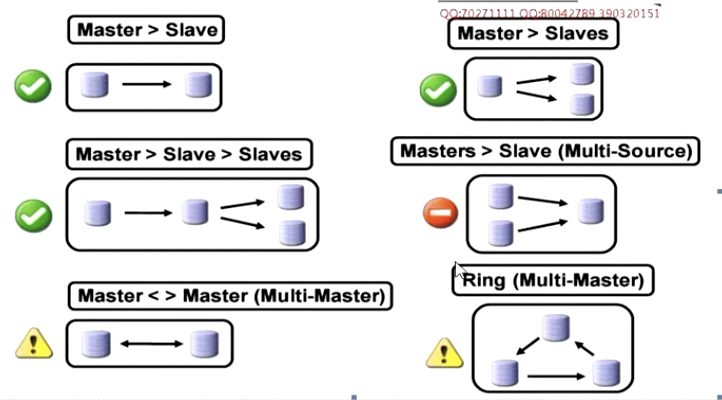 QQ:70271111 QQ:80042789 390320151
Master > Slave
Master > Slaves
Master > Slave > Slaves
Masters > Slave (Multi-Source)
Master < > Master (Multi-Master)
Ring (Multi-Master)